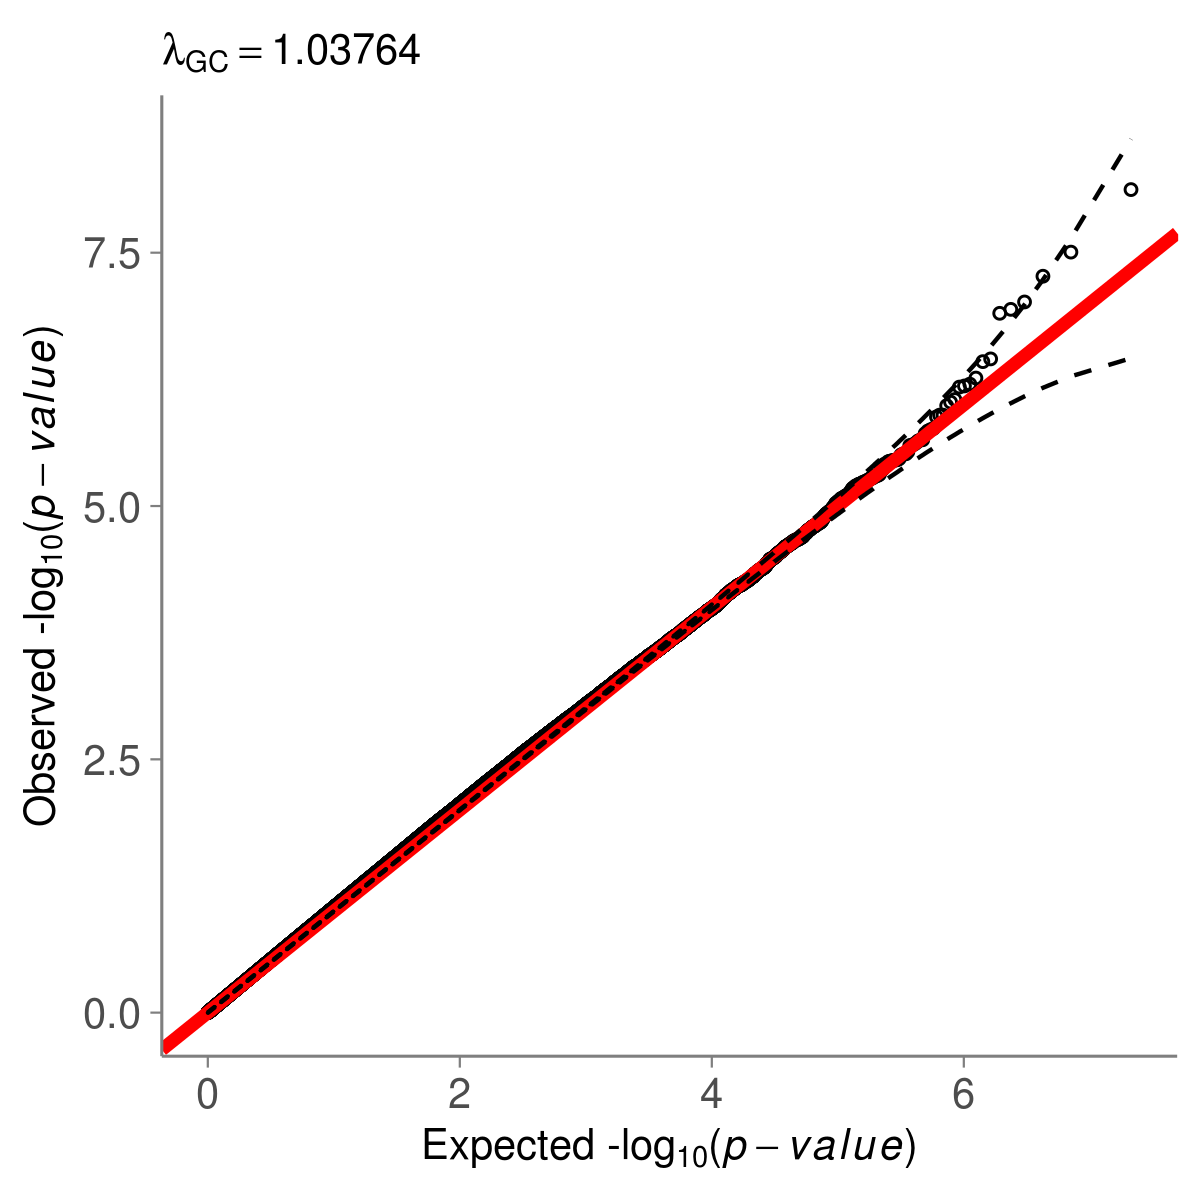 λGC = 1.03764
Observed -log10(p − value)
7.5
5.0
2.5
0.0
0 2 4 6
Expected -log10(p − value)